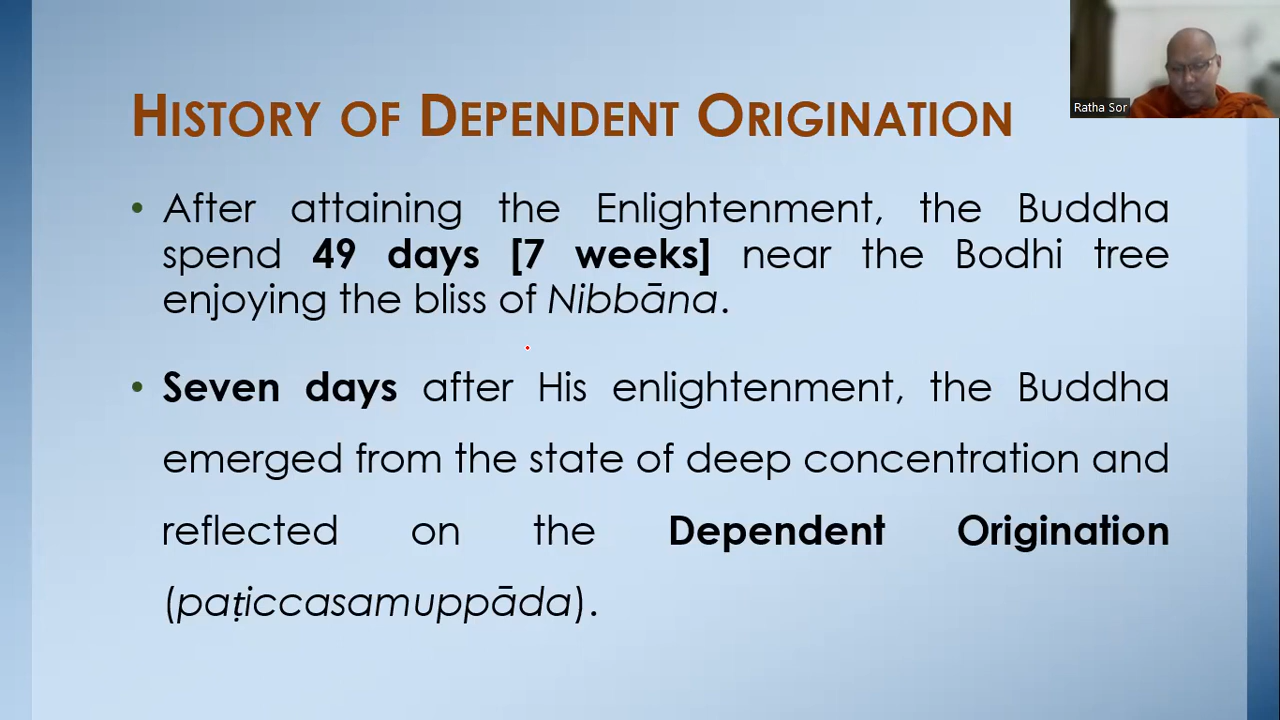 HISTORY OF DEPENDENT ORIGINATION
Ratha Sor
• After attaining the Enlightenment, the Buddha
spend 49 days [7 weeks] near the Bodhi tree
enjoying the bliss of Nibbāna.
• Seven days after His enlightenment, the Buddha
emerged from the state of deep concentration and
reflected on the Dependent Origination
(paṭiccasamuppāda).